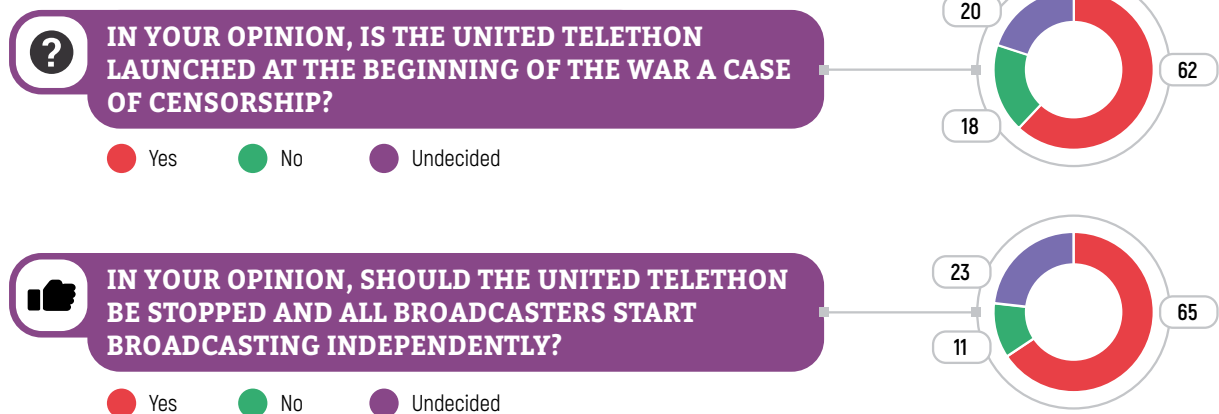 IN YOUR OPINION, IS THE UNITED TELETHON
LAUNCHED AT THE BEGINNING OF THE WAR A CASE
OF CENSORSHIP?
20
62
18
Yes No Undecided
IN YOUR OPINION, SHOULD THE UNITED TELETHON
BE STOPPED AND ALL BROADCASTERS START
BROADCASTING INDEPENDENTLY?
23
65
11
Yes No Undecided